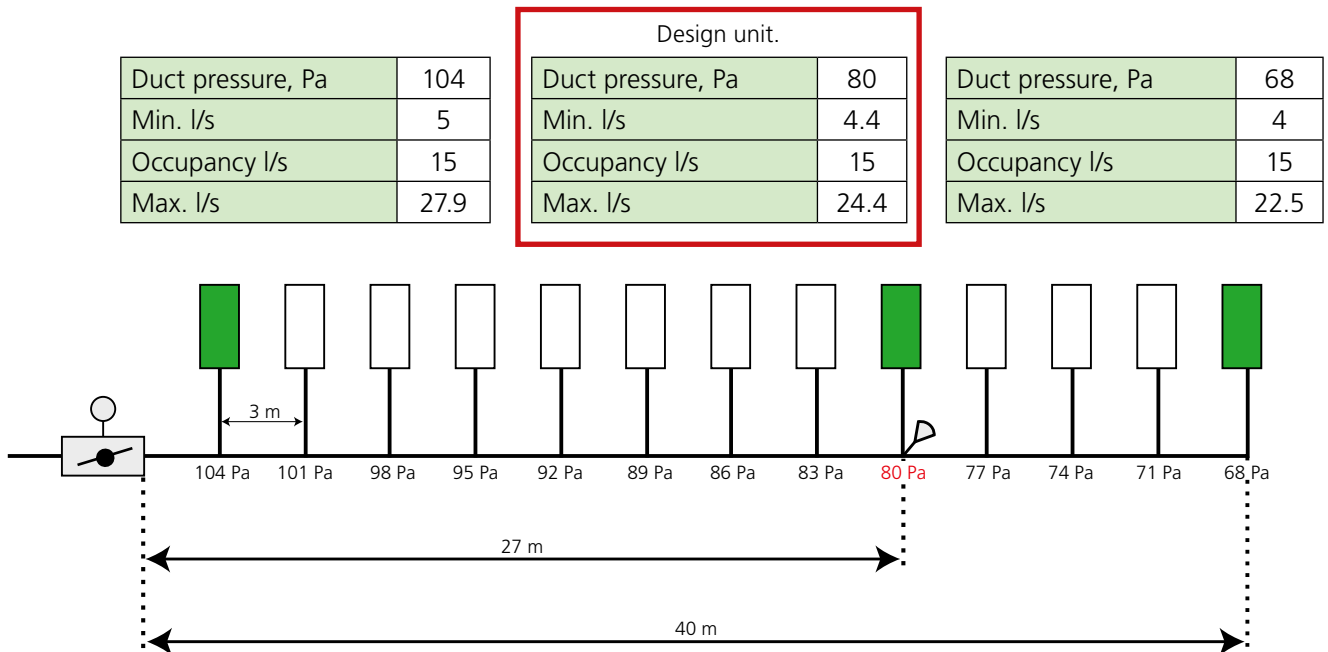 Design unit.
Duct pressure, Pa 104
Min. l/s 5
Occupancy l/s 15
Max. l/s 27.9
Duct pressure, Pa 80
Min. l/s 4.4
Occupancy l/s 15
Max. l/s 24.4
Duct pressure, Pa 68
Min. l/s 4
Occupancy l/s 15
Max. l/s 22.5
3 m
104 Pa 101 Pa 98 Pa 95 Pa 92 Pa 89 Pa 86 Pa 83 Pa 80 Pa 77 Pa 74 Pa 71 Pa 68 Pa
27 m
40 m